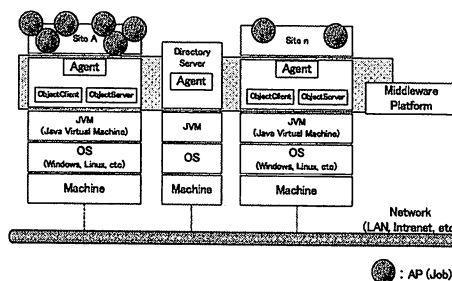 Site A
Agent
ObjectClient
ObjectServer
JVM
(Java Virtual Machine)
OS
(Windows, Linux, etc)
Machine
Directory
Server
Agent
JVM
OS
Machine
Site n
Agent
ObjectClient
ObjectServer
JVM
(Java Virtual Machine)
OS
(Windows, Linux, etc)
Machine
Middleware
Platform
Network
(LAN, Intranet, etc
: AP (Job)